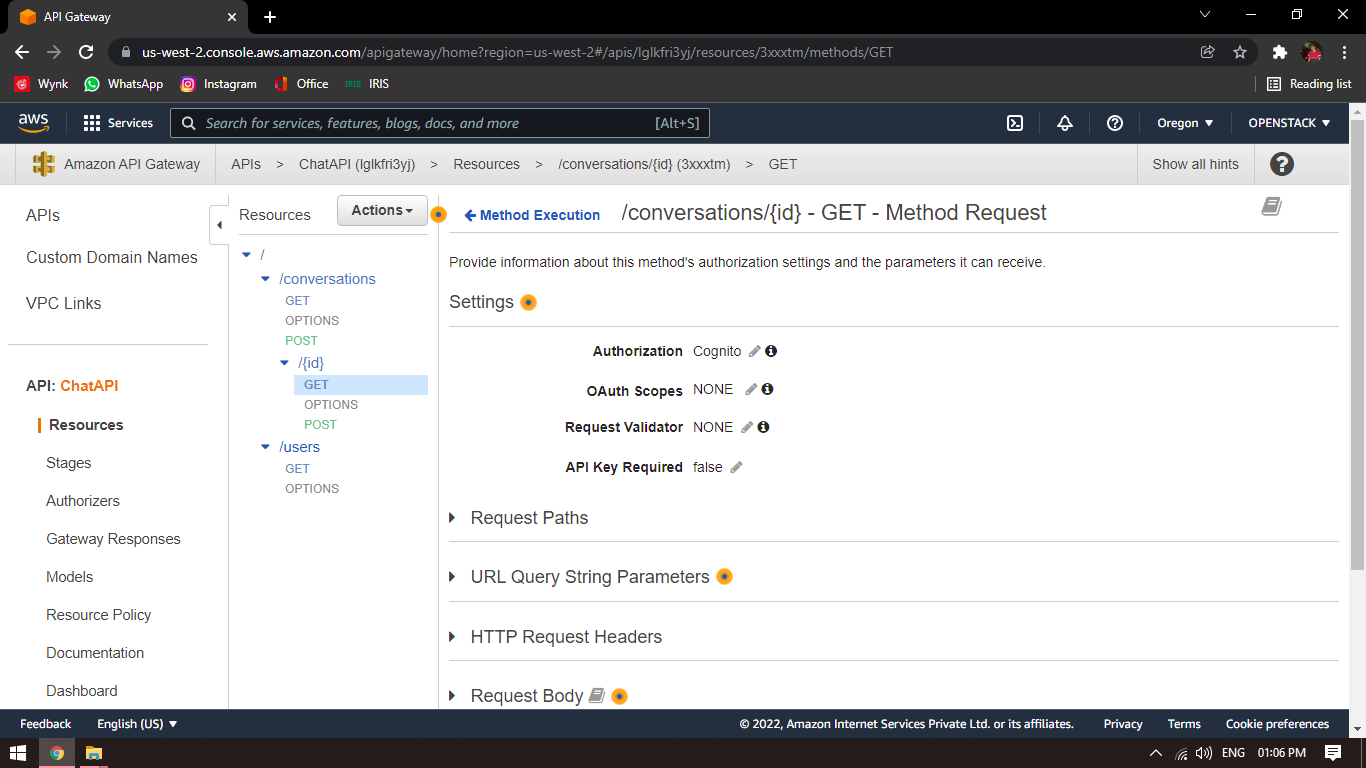 API Gateway
us-west-2.console.aws.amazon.com/apigateway/home?region=us-west-2#/apis/lglkfri3yj/resources/3xxxtm/methods/GET
Wynk WhatsApp Instagram Office IRIS IRIS Reading list
aws Services Search for services, features, blogs, docs, and more [Alt+S] Oregon OPENSTACK
Amazon API Gateway APIs > ChatAPI (lglkfri3yj) > Resources > /conversations/{id} (3xxxtm) > GET Show all hints
APIs
Custom Domain Names
VPC Links
API: ChatAPI
Resources
Stages
Authorizers
Gateway Responses
Models
Resource Policy
Documentation
Dashboard
Resources Actions
/
/conversations
GET
OPTIONS
POST
/{id}
GET
OPTIONS
POST
/users
GET
OPTIONS
Method Execution /conversations/{id} - GET - Method Request
Provide information about this method's authorization settings and the parameters it can receive.
Settings
Authorization Cognito
OAuth Scopes NONE
Request Validator NONE
API Key Required false
Request Paths
URL Query String Parameters
HTTP Request Headers
Request Body
Feedback English (US) © 2022, Amazon Internet Services Private Ltd. or its affiliates. Privacy Terms Cookie preferences
ENG 01:06 PM